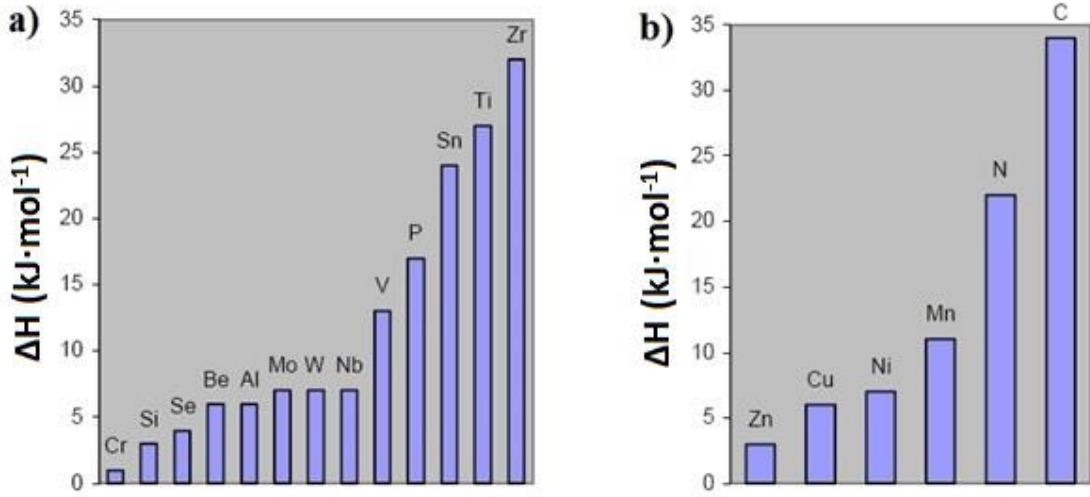 a)
ΔH (kJ·mol⁻¹)
35
30
25
20
15
10
5
0
Cr
Si
Se
Be
Al
Mo
W
Nb
V
P
Sn
Ti
Zr
b)
ΔH (kJ·mol⁻¹)
35
30
25
20
15
10
5
0
Zn
Cu
Ni
Mn
N
C